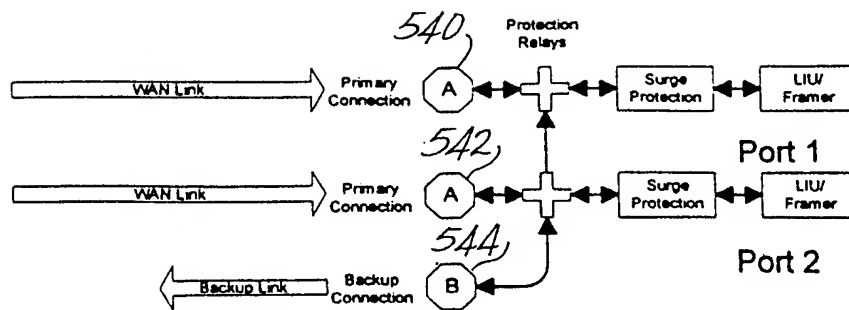 540
Protection
Relays
WAN Link
Primary
Connection
A
Surge
Protection
LIU/
Framer
Port 1
542
WAN Link
Primary
Connection
A
Surge
Protection
LIU/
Framer
Port 2
544
Backup Link
Backup
Connection
B